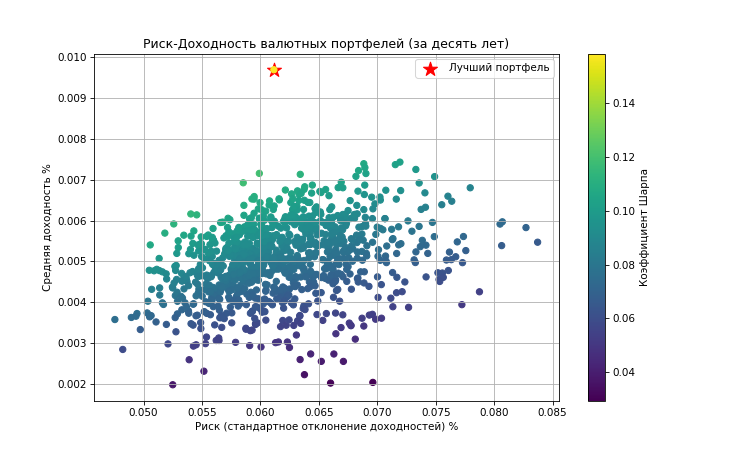 Риск-Доходность валютных портфелей (за десять лет)
Лучший портфель
Средняя доходность %
0.010
0.009
0.008
0.007
0.006
0.005
0.004
0.003
0.002
0.050 0.055 0.060 0.065 0.070 0.075 0.080 0.085
Риск (стандартное отклонение доходностей) %
0.14
0.12
0.10
0.08
0.06
0.04
Коэффициент Шарпа